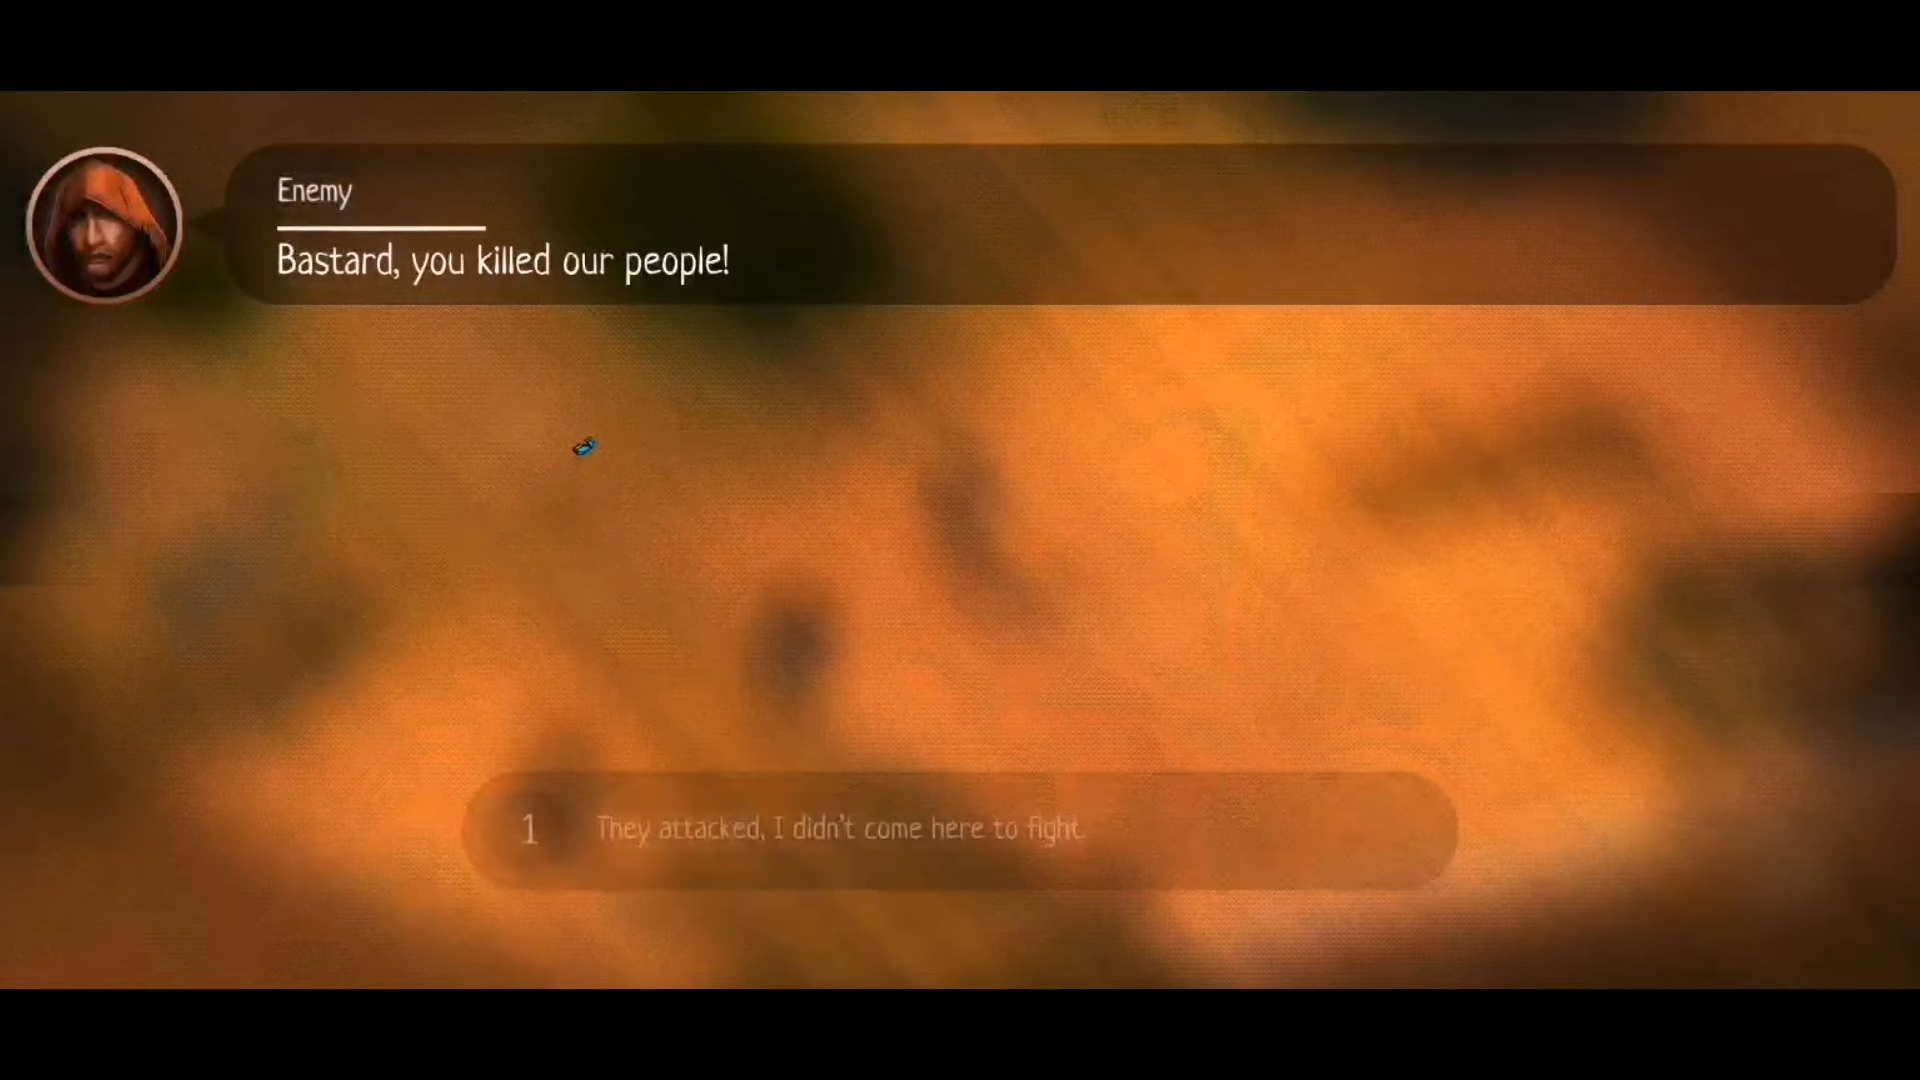 Enemy
Bastard, you killed our people!
1 They attacked, I didn't come here to fight.